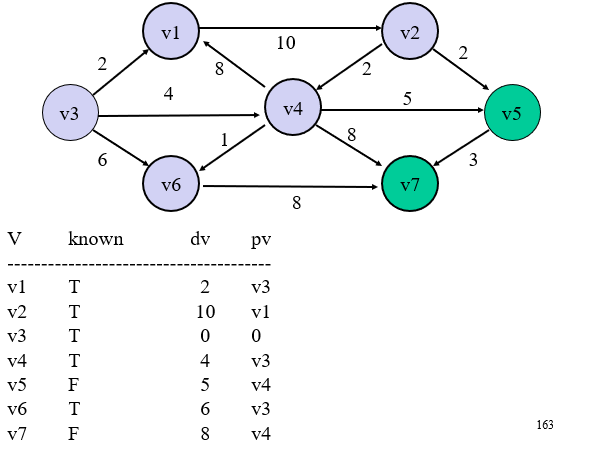 v1
10
v2
2
8
2
2
v3
4
v4
5
v5
6
1
8
3
v6
8
v7
V known dv pv
----------------------------------------
v1 T 2 v3
v2 T 10 v1
v3 T 0 0
v4 T 4 v3
v5 F 5 v4
v6 T 6 v3
v7 F 8 v4
163